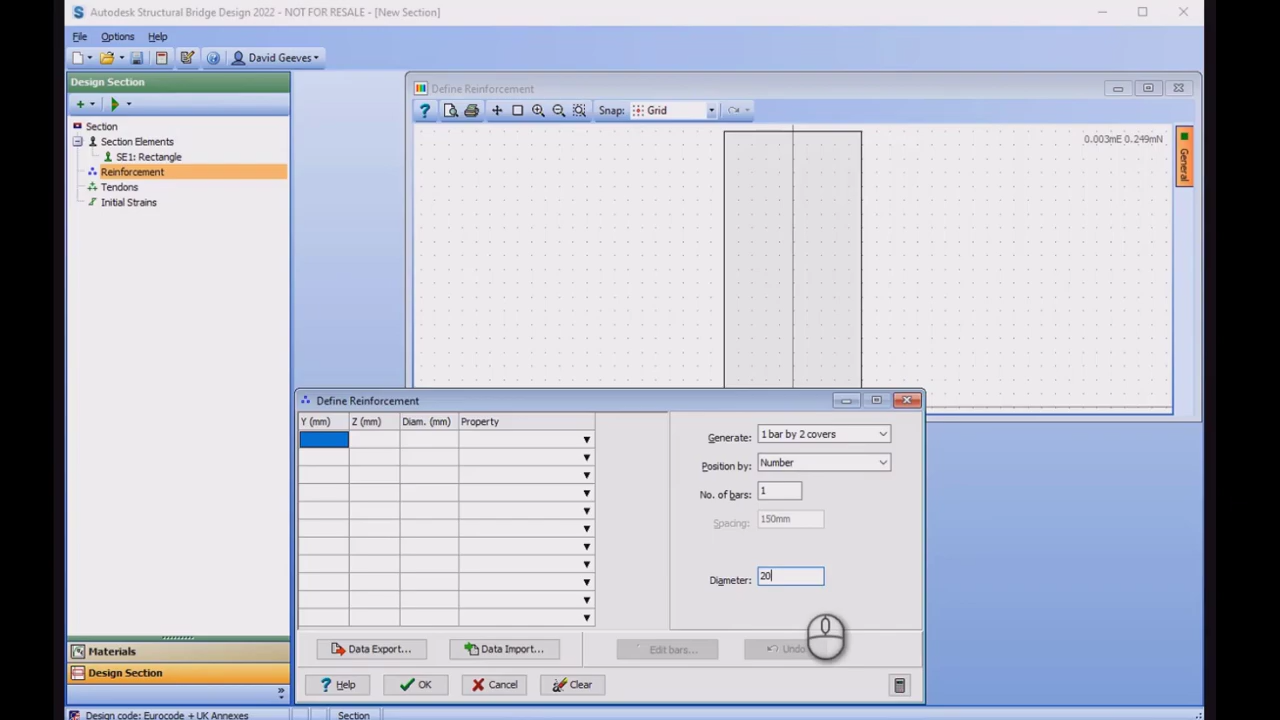 Autodesk Structural Bridge Design 2022 - NOT FOR RESALE - [New Section]
File Options Help
David Geeves
Design Section
Section
Section Elements
SE1: Rectangle
Reinforcement
Tendons
Initial Strains
Materials
Design Section
Define Reinforcement
Snap: Grid
0.003mE 0.249mN
General
Define Reinforcement
Y (mm) Z (mm) Diam. (mm) Property
Generate: 1 bar by 2 covers
Position by: Number
No. of bars: 1
Spacing: 150mm
Diameter: 20
Data Export... Data Import... Edit bars... Undo
Help OK Cancel Clear
Design code: Eurocode + UK Annexes Section